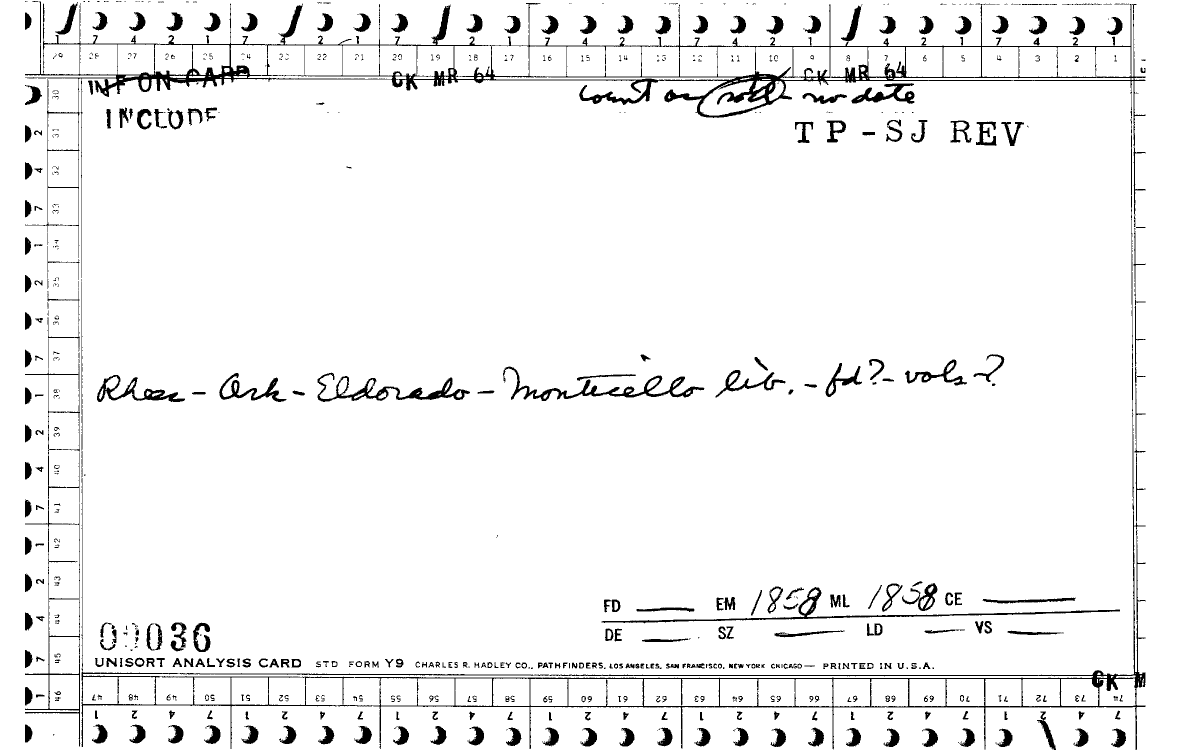 7 4 2 1 7 4 2 1 7 4 2 1 7 4 2 1 7 4 2 1 7 4 2 1 7 4 2 1
29 28 27 26 25 24 23 22 21 20 19 18 17 16 15 14 13 12 11 10 9 8 7 6 5 4 3 2 1
INF ON CARD CK MR 64 CK MR 64
INCLUDE count as no date
TP-SJ REV
30 31 32 33 34 35 36 37 38 39 40 41 42 43 44 45 46
Rhees - Ark - Eldorado - Monticello lib. - fd? - vols - ?
FD EM 1858 ML 1858 CE
DE SZ LD VS
00036
UNISORT ANALYSIS CARD STD FORM Y9 CHARLES R. HADLEY CO., PATHFINDERS, LOS ANGELES, SAN FRANCISCO, NEW YORK CHICAGO — PRINTED IN U.S.A.
CK M
47 48 49 50 51 52 53 54 55 56 57 58 59 60 61 62 63 64 65 66 67 68 69 70 71 72 73 74
1 2 4 7 1 2 4 7 1 2 4 7 1 2 4 7 1 2 4 7 1 2 4 7 1 2 4 7